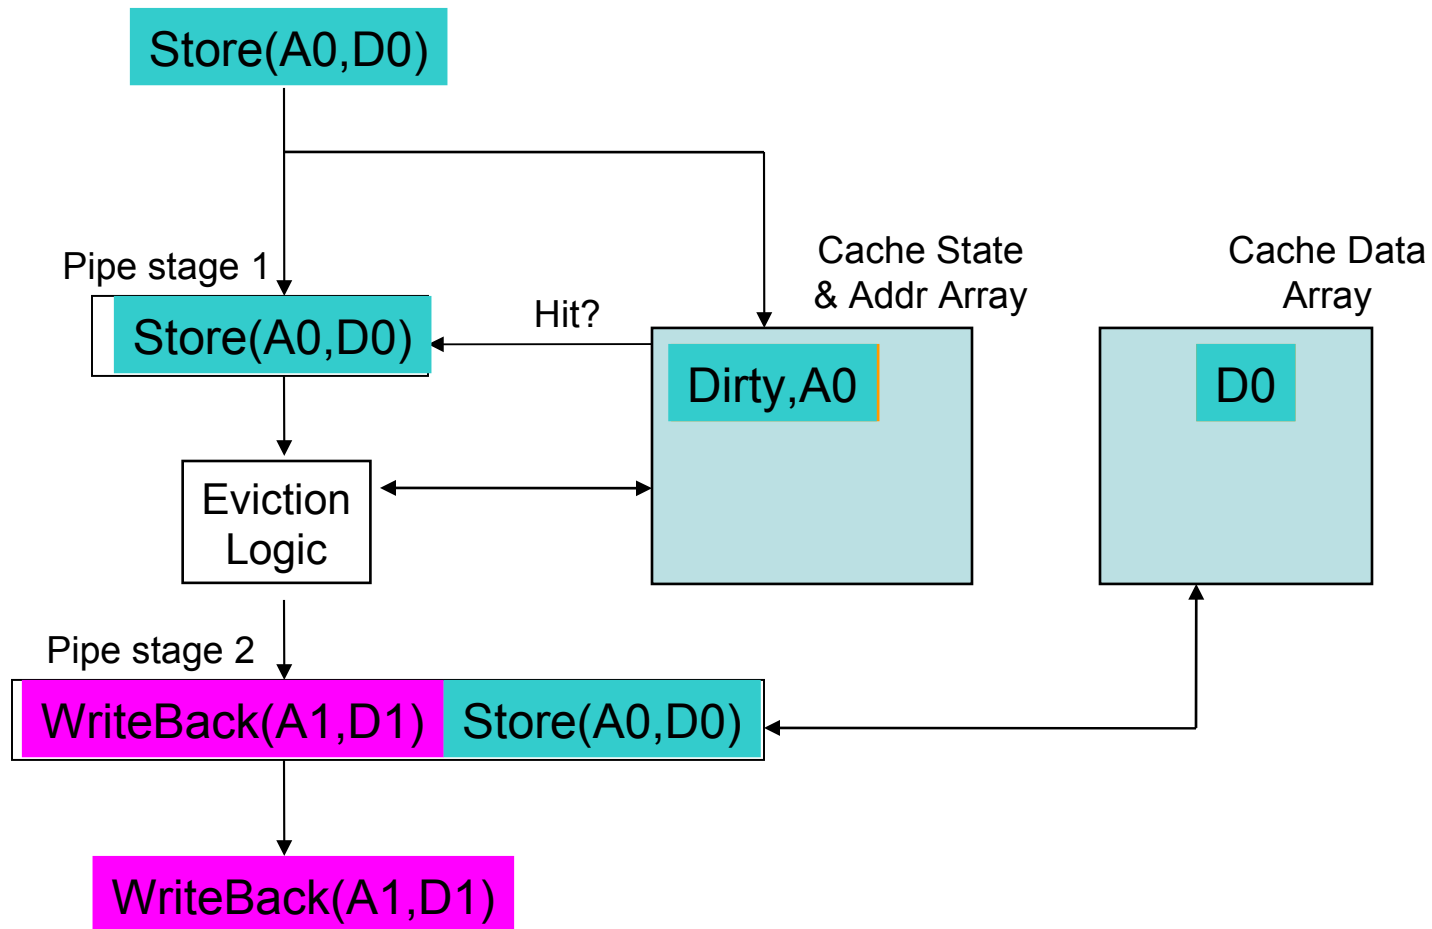 Store(A0,D0)
Pipe stage 1
Cache State
& Addr Array
Cache Data
Array
Store(A0,D0)
Hit?
Dirty,A0
D0
Eviction
Logic
Pipe stage 2
WriteBack(A1,D1)
Store(A0,D0)
WriteBack(A1,D1)